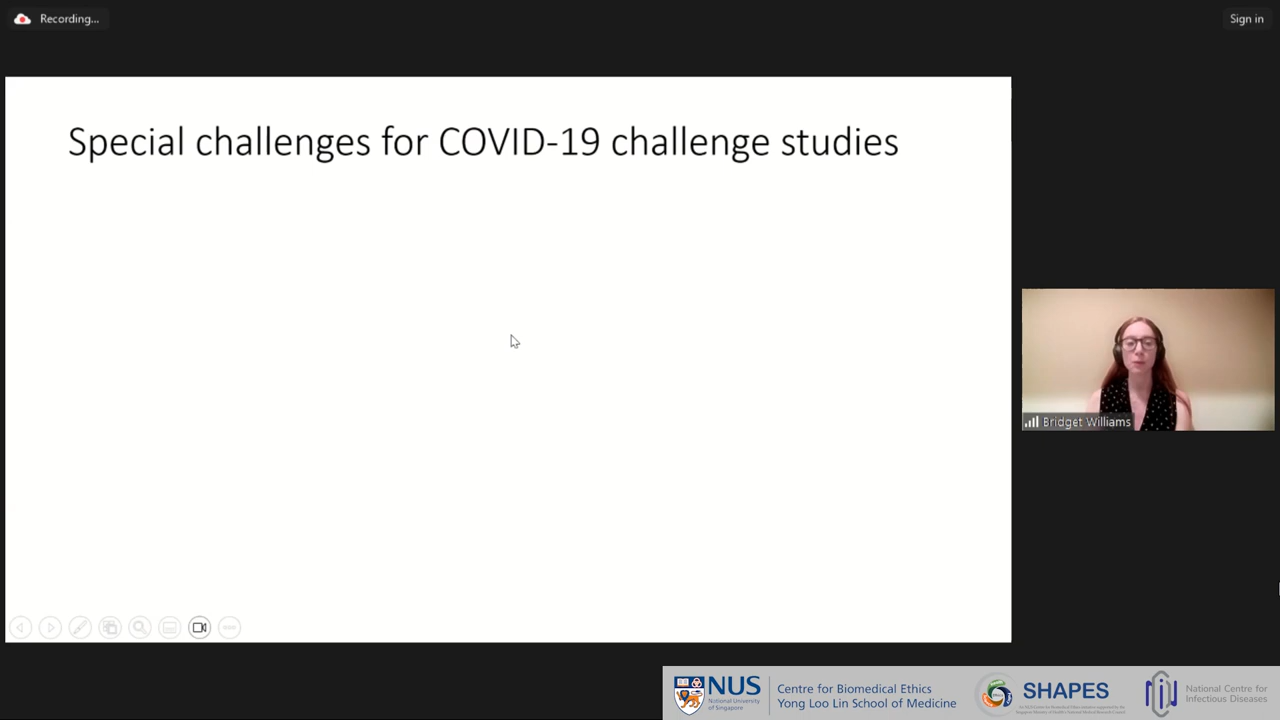 Recording...
Sign in
Special challenges for COVID-19 challenge studies
Bridget Williams
NUS
National University
of Singapore
Centre for Biomedical Ethics
Yong Loo Lin School of Medicine
SHAPES
National Centre for
Infectious Diseases